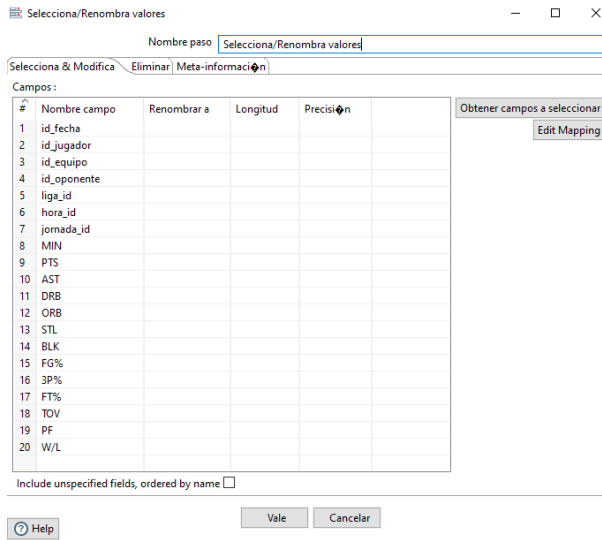 Selecciona/Renombra valores
Nombre paso Selecciona/Renombra valores
Selecciona & Modifica Eliminar Meta-informaci�n
Campos :
# Nombre campo Renombrar a Longitud Precisi�n
Obtener campos a seleccionar
Edit Mapping
1 id_fecha
2 id_jugador
3 id_equipo
4 id_oponente
5 liga_id
6 hora_id
7 jornada_id
8 MIN
9 PTS
10 AST
11 DRB
12 ORB
13 STL
14 BLK
15 FG%
16 3P%
17 FT%
18 TOV
19 PF
20 W/L
Include unspecified fields, ordered by name
Vale Cancelar
Help